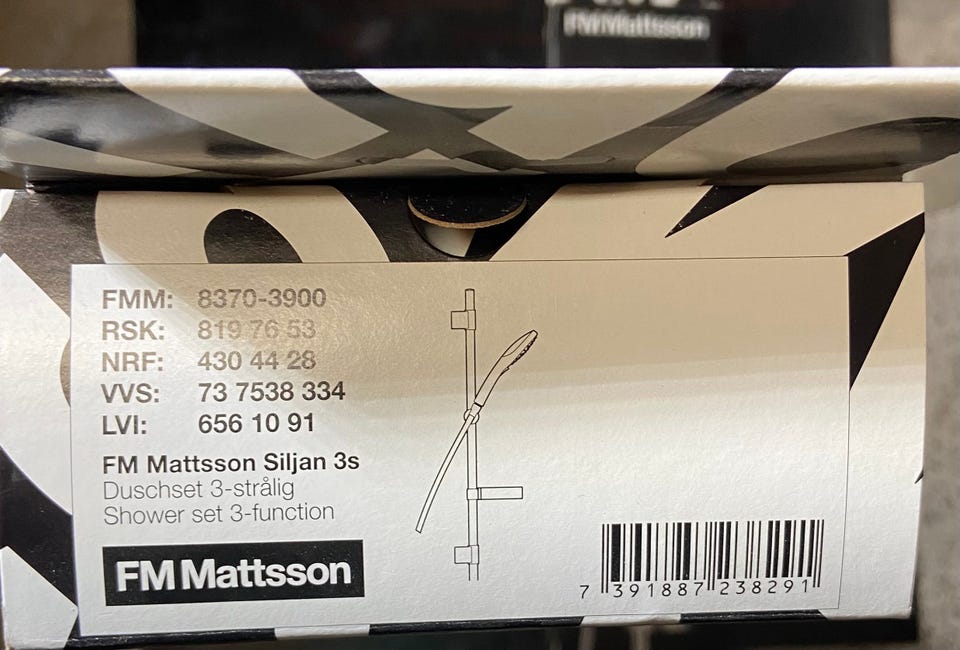 FMMattsson
FMM: 8370-3900
RSK: 819 76 53
NRF: 430 44 28
VVS: 73 7538 334
LVI: 656 10 91
FM Mattsson Siljan 3s
Duschset 3-strålig
Shower set 3-function
FM Mattsson
7 391887 238291